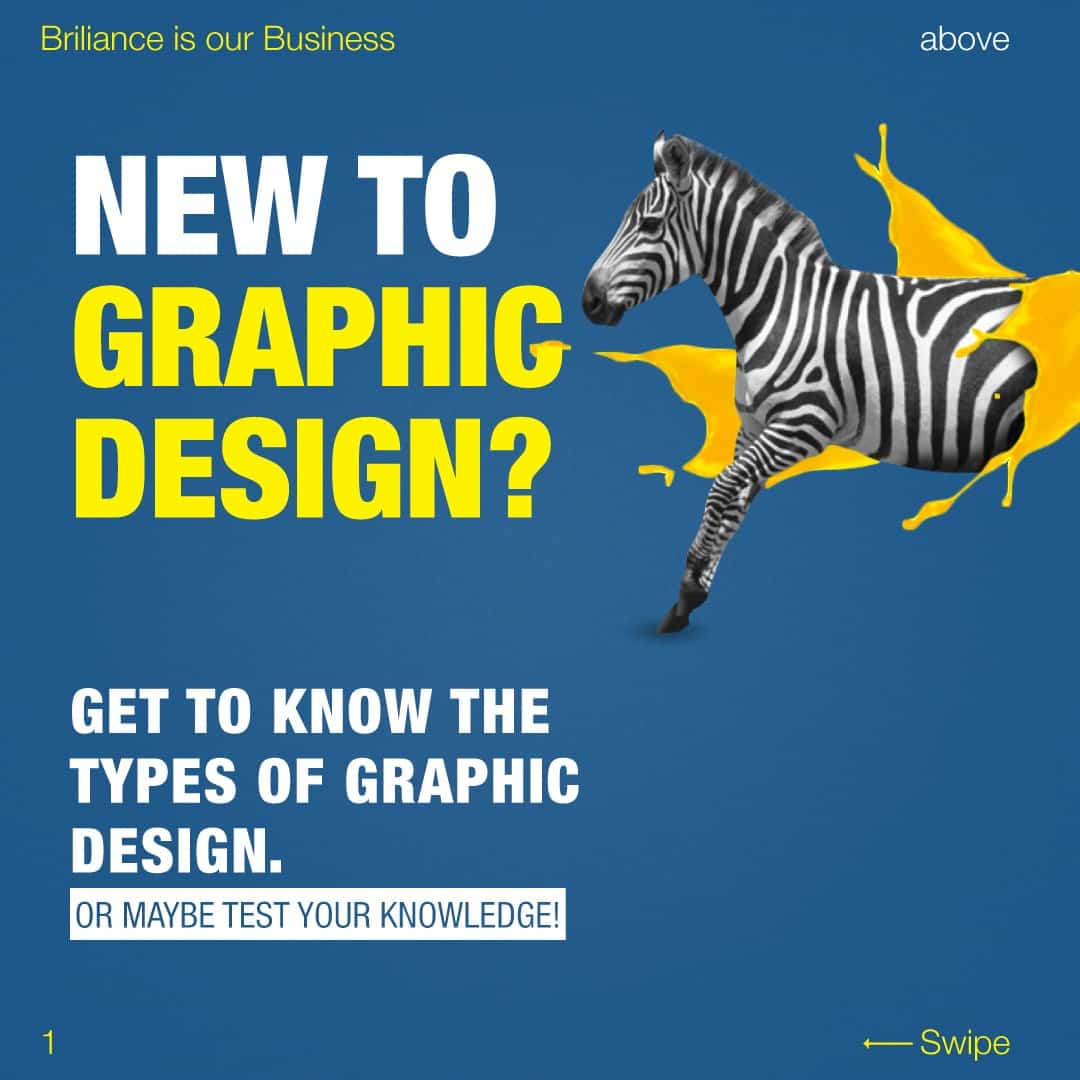 Briliance is our Business
above
NEW TO
GRAPHIC
DESIGN?
GET TO KNOW THE
TYPES OF GRAPHIC
DESIGN.
OR MAYBE TEST YOUR KNOWLEDGE!
1
← Swipe